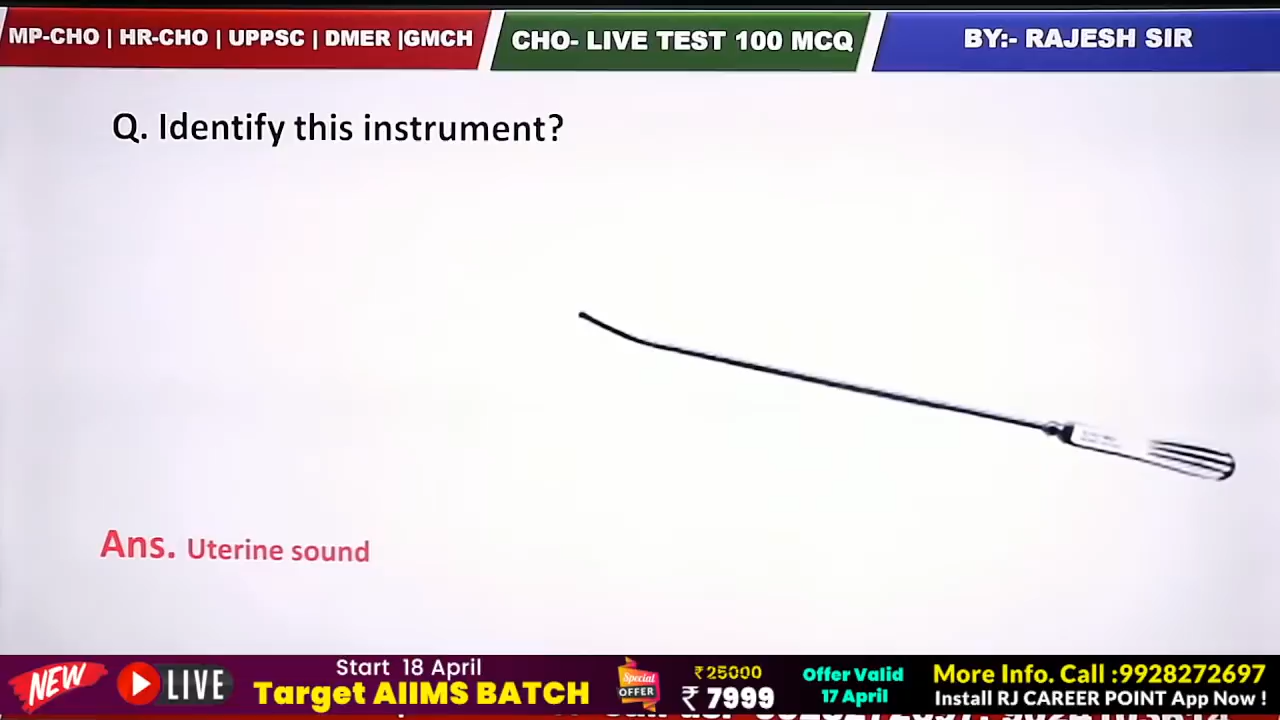 MP-CHO | HR-CHO | UPPSC | DMER |GMCH
CHO- LIVE TEST 100 MCQ
BY:- RAJESH SIR
Q. Identify this instrument?
Ans. Uterine sound
NEW
LIVE
Start 18 April
Target AIIMS BATCH
Special
OFFER
₹25000
₹7999
Offer Valid
17 April
More Info. Call :9928272697
Install RJ CAREER POINT App Now !